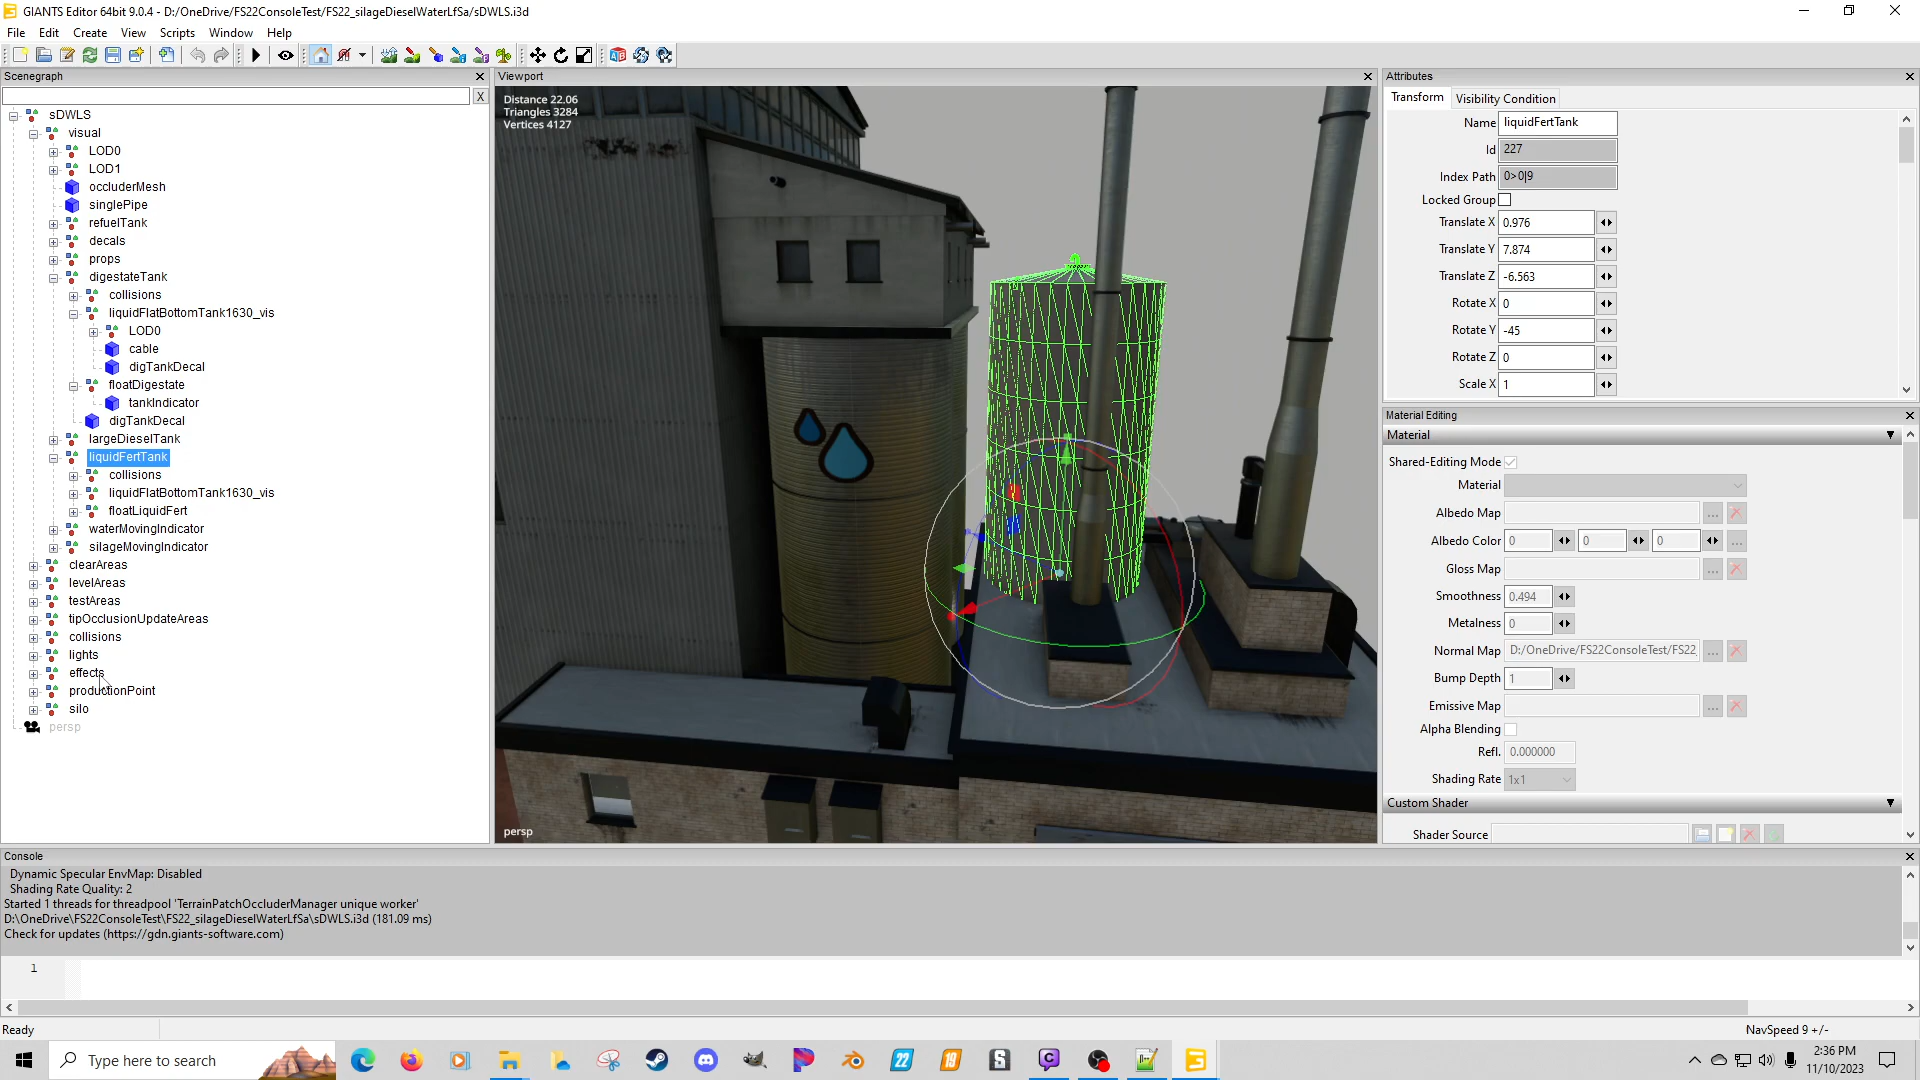 GIANTS Editor 64bit 9.0.4 - D:/OneDrive/FS22ConsoleTest/FS22_silageDieselWaterLfSa/sDWLS.i3d
File Edit Create View Scripts Window Help
Scenegraph
X
sDWLS
visual
LOD0
LOD1
occluderMesh
singlePipe
refuelTank
decals
props
digestateTank
collisions
liquidFlatBottomTank1630_vis
LOD0
cable
digTankDecal
floatDigestate
tankIndicator
digTankDecal
largeDieselTank
liquidFertTank
collisions
liquidFlatBottomTank1630_vis
floatLiquidFert
waterMovingIndicator
silageMovingIndicator
clearAreas
levelAreas
testAreas
tipOcclusionUpdateAreas
collisions
lights
effects
productionPoint
silo
persp
Viewport
Distance 22.06
Triangles 3284
Vertices 4127
persp
Attributes
Transform Visibility Condition
Name liquidFertTank
Id 227
Index Path 0>0|9
Locked Group
Translate X 0.976
Translate Y 7.874
Translate Z -6.563
Rotate X 0
Rotate Y -45
Rotate Z 0
Scale X 1
Material Editing
Material
Shared-Editing Mode
Material
Albedo Map ...
Albedo Color 0 0 0 ...
Gloss Map ...
Smoothness 0.494
Metalness 0
Normal Map D:/OneDrive/FS22ConsoleTest/FS22_ ...
Bump Depth 1
Emissive Map ...
Alpha Blending
Refl. 0.000000
Shading Rate 1x1
Custom Shader
Shader Source
Console
Dynamic Specular EnvMap: Disabled
Shading Rate Quality: 2
Started 1 threads for threadpool 'TerrainPatchOccluderManager unique worker'
D:\OneDrive\FS22ConsoleTest\FS22_silageDieselWaterLfSa\sDWLS.i3d (181.09 ms)
Check for updates (https://gdn.giants-software.com)
1
Ready
NavSpeed 9 +/-
Type here to search
22
19
S
2:36 PM
11/10/2023